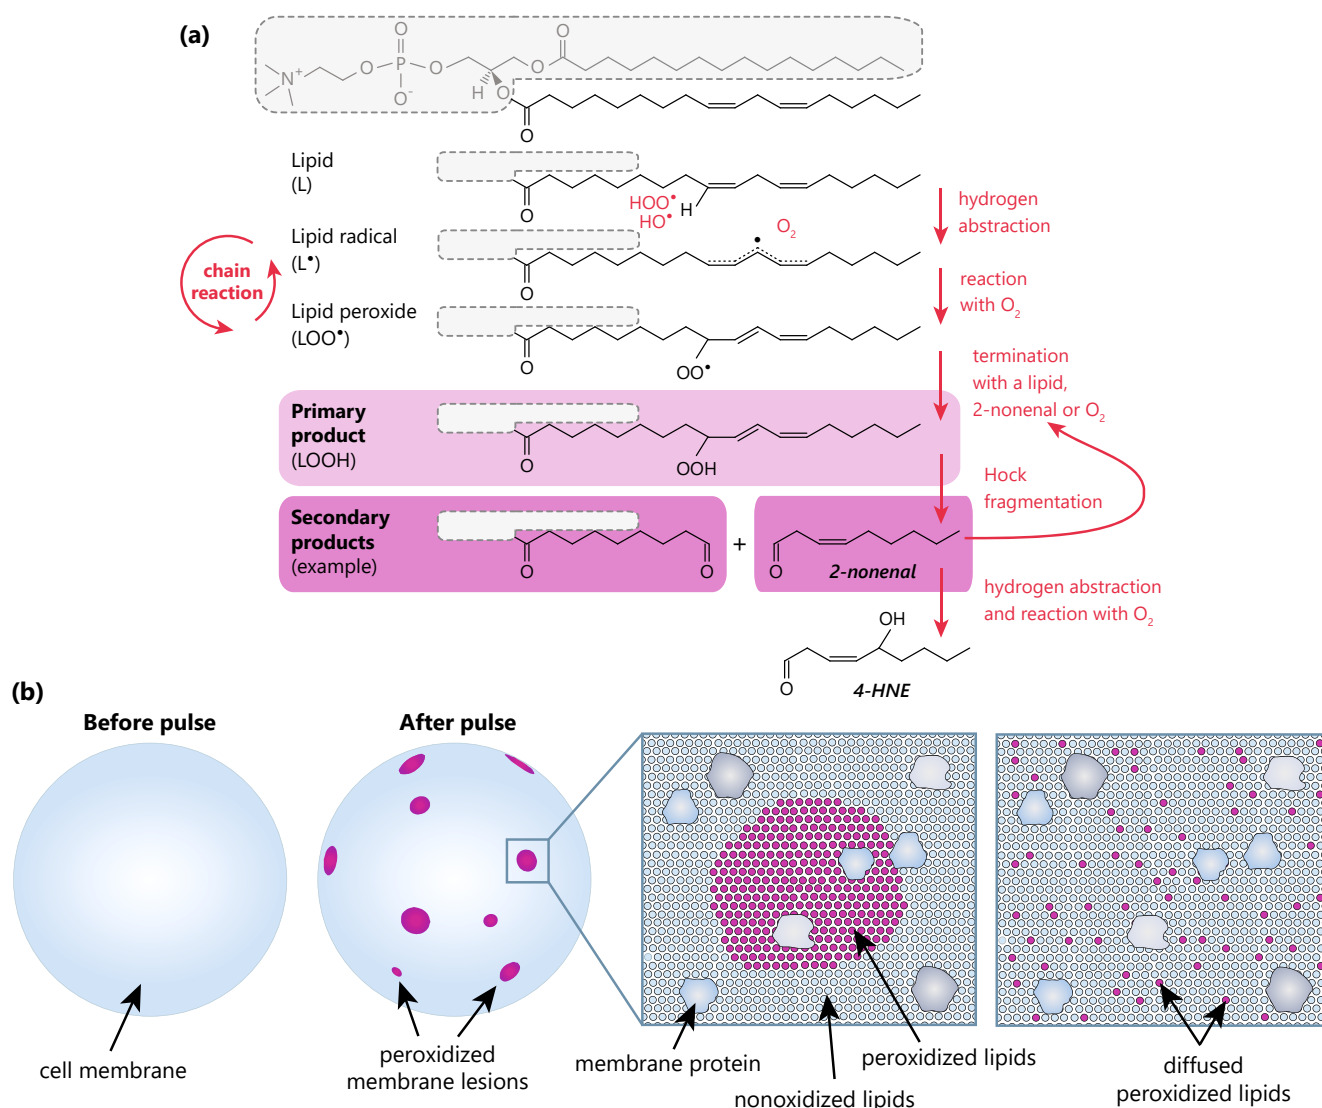 (a)
O
O
N+
O
P
O
O-
H
O
O
O
Lipid
(L)
O
HOO•
HO•
H
hydrogen
abstraction
Lipid radical
(L•)
O
•
O2
chain
reaction
reaction
with O2
Lipid peroxide
(LOO•)
O
OO•
termination
with a lipid,
2-nonenal or O2
Primary
product
(LOOH)
O
OOH
Hock
fragmentation
Secondary
products
(example)
O
O
+
O
2-nonenal
hydrogen abstraction
and reaction with O2
OH
O
4-HNE
(b)
Before pulse
After pulse
cell membrane
peroxidized
membrane lesions
membrane protein
nonoxidized lipids
peroxidized lipids
diffused
peroxidized lipids